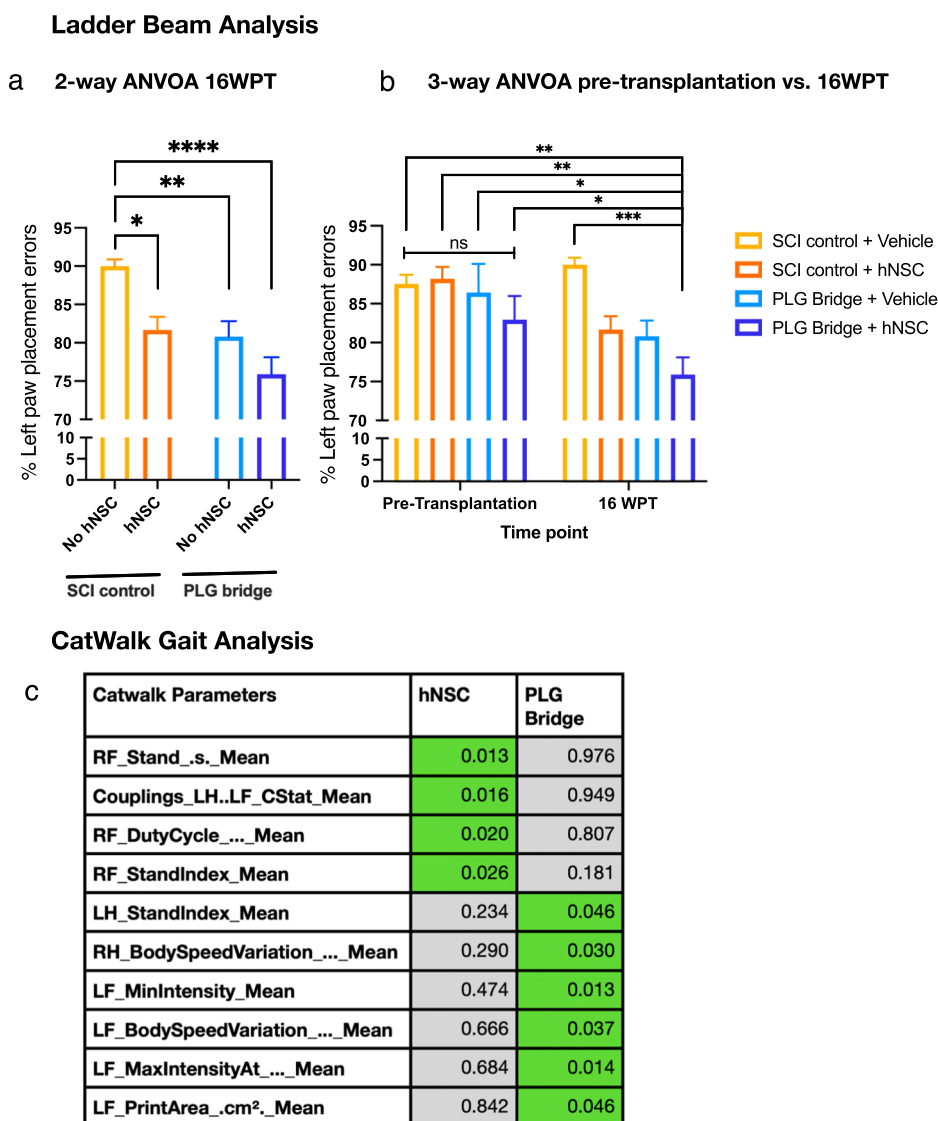 Ladder Beam Analysis
a 2-way ANVOA 16WPT
b 3-way ANVOA pre-transplantation vs. 16WPT
****
**
*
% Left paw placement errors
95
90
85
80
75
70
10
5
0
No hNSC
hNSC
No hNSC
hNSC
SCI control
PLG bridge
**
**
*
*
***
ns
% Left paw placement errors
95
90
85
80
75
70
10
5
0
Pre-Transplantation
16 WPT
Time point
SCI control + Vehicle
SCI control + hNSC
PLG Bridge + Vehicle
PLG Bridge + hNSC
CatWalk Gait Analysis
c
Catwalk Parameters hNSC PLG
Bridge
RF_Stand_.s._Mean 0.013 0.976
Couplings_LH..LF_CStat_Mean 0.016 0.949
RF_DutyCycle_..._Mean 0.020 0.807
RF_StandIndex_Mean 0.026 0.181
LH_StandIndex_Mean 0.234 0.046
RH_BodySpeedVariation_..._Mean 0.290 0.030
LF_MinIntensity_Mean 0.474 0.013
LF_BodySpeedVariation_..._Mean 0.666 0.037
LF_MaxIntensityAt_..._Mean 0.684 0.014
LF_PrintArea_.cm²._Mean 0.842 0.046